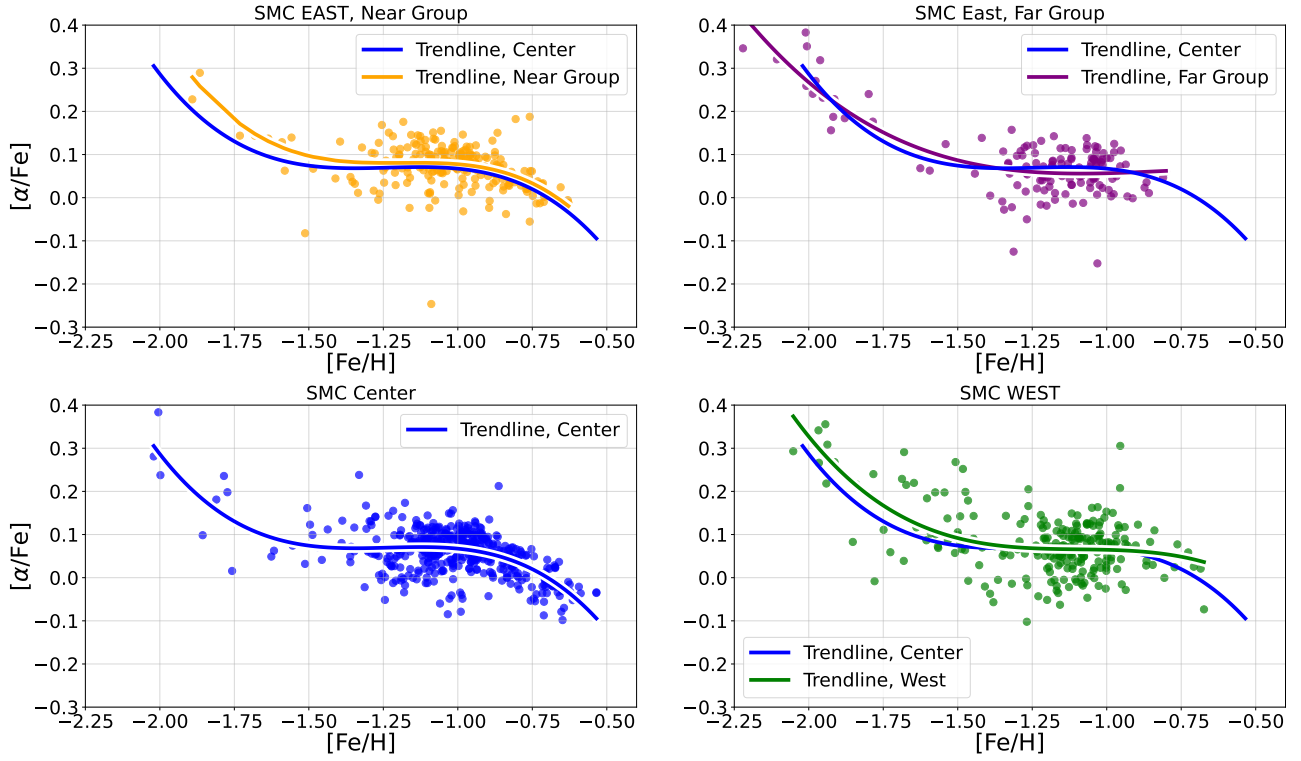 SMC EAST, Near Group
0.4
0.3
0.2
0.1
0.0
−0.1
−0.2
−0.3
[α/Fe]
Trendline, Center
Trendline, Near Group
−2.25 −2.00 −1.75 −1.50 −1.25 −1.00 −0.75 −0.50
[Fe/H]
SMC East, Far Group
0.4
0.3
0.2
0.1
0.0
−0.1
−0.2
−0.3
Trendline, Center
Trendline, Far Group
−2.25 −2.00 −1.75 −1.50 −1.25 −1.00 −0.75 −0.50
[Fe/H]
SMC Center
0.4
0.3
0.2
0.1
0.0
−0.1
−0.2
−0.3
[α/Fe]
Trendline, Center
−2.25 −2.00 −1.75 −1.50 −1.25 −1.00 −0.75 −0.50
[Fe/H]
SMC WEST
0.4
0.3
0.2
0.1
0.0
−0.1
−0.2
−0.3
Trendline, Center
Trendline, West
−2.25 −2.00 −1.75 −1.50 −1.25 −1.00 −0.75 −0.50
[Fe/H]